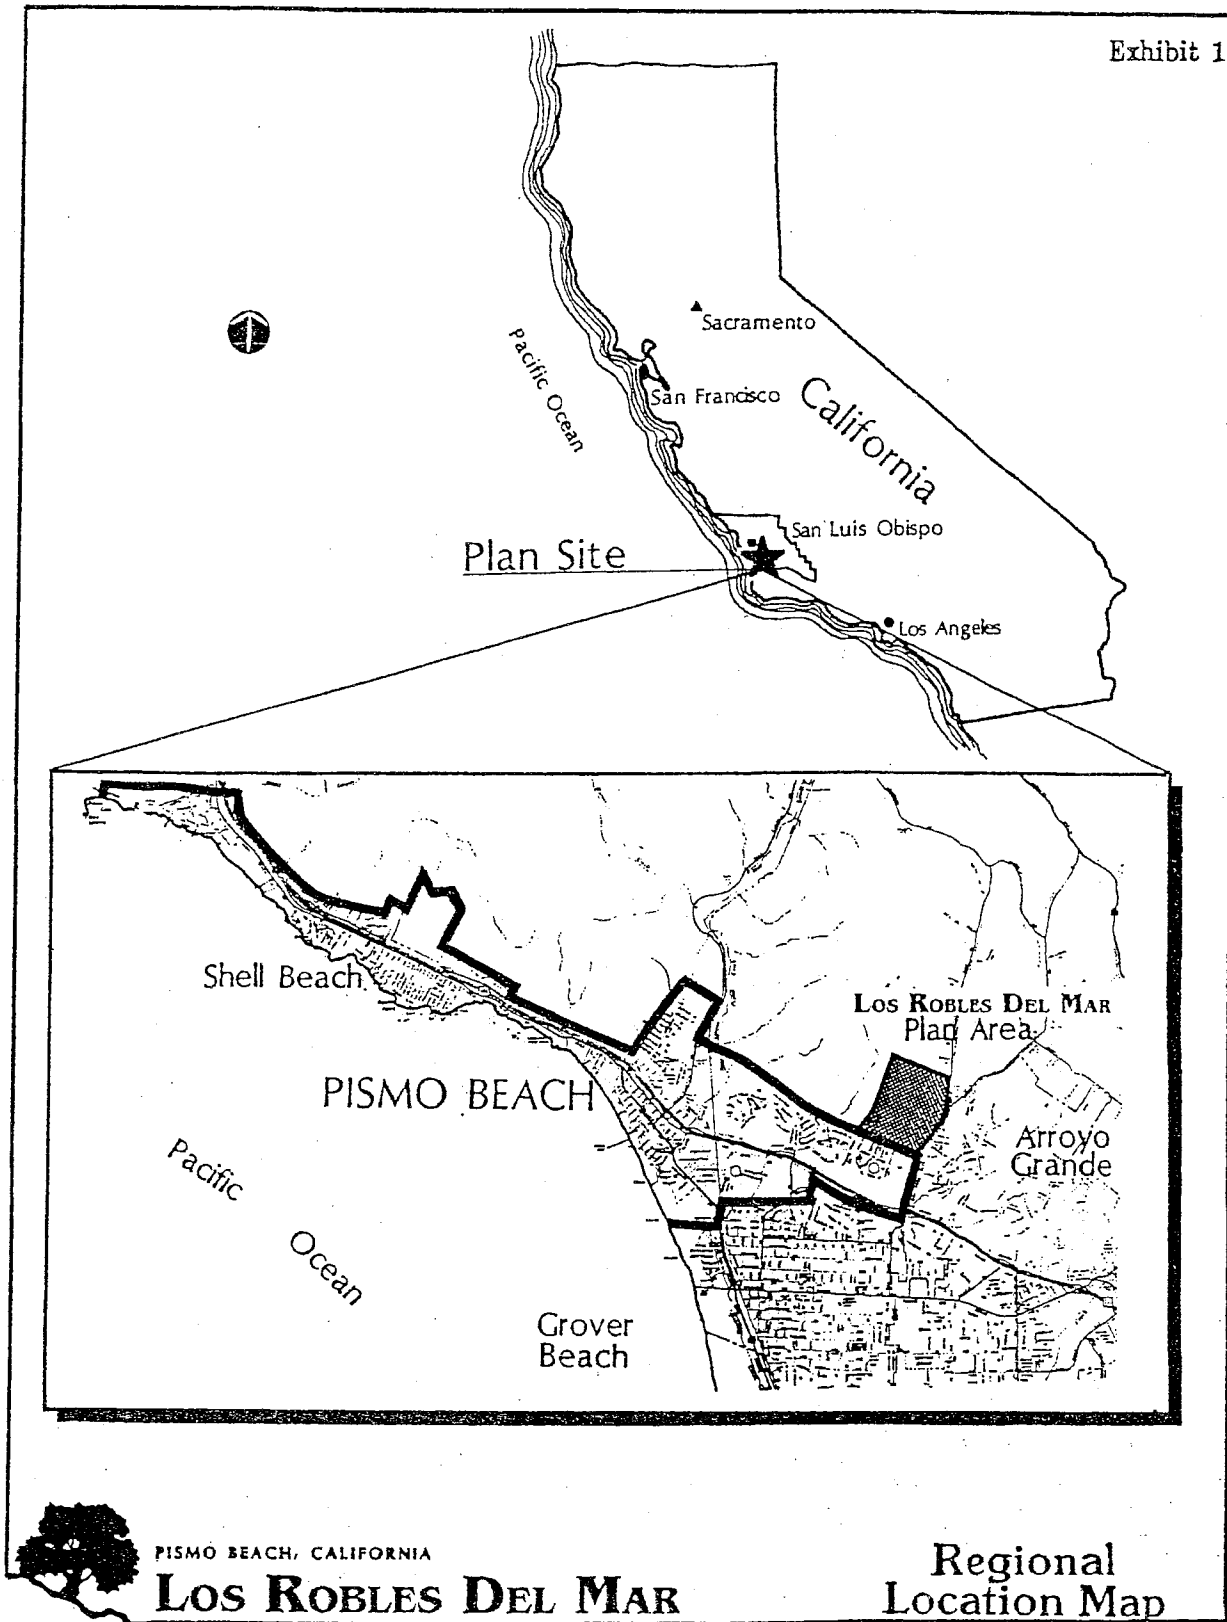 Exhibit 1
Sacramento
Pacific Ocean
San Francisco
California
San Luis Obispo
Plan Site
Los Angeles
Shell Beach
LOS ROBLES DEL MAR
Plan Area
PISMO BEACH
Arroyo
Grande
Pacific
Ocean
Grover
Beach
PISMO BEACH, CALIFORNIA
LOS ROBLES DEL MAR
Regional
Location Map